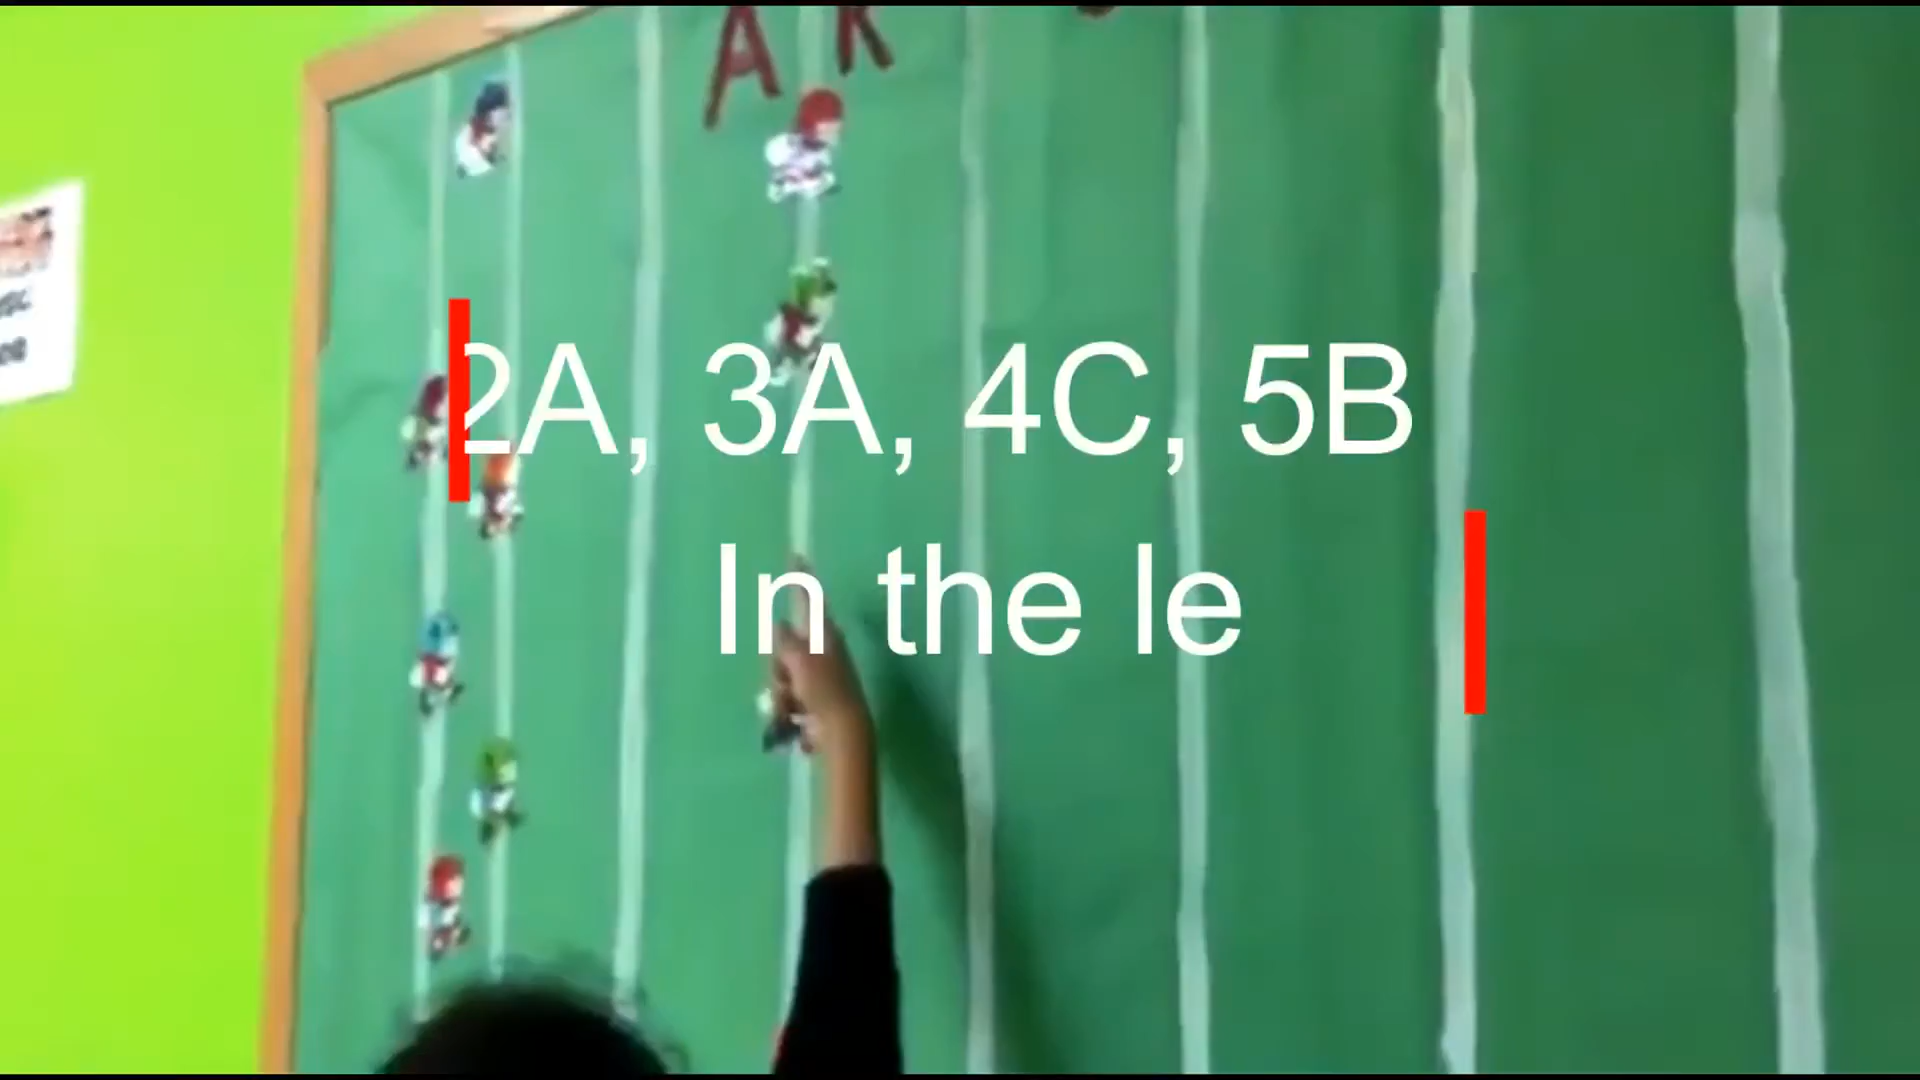 A R
2A, 3A, 4C, 5B
In the le